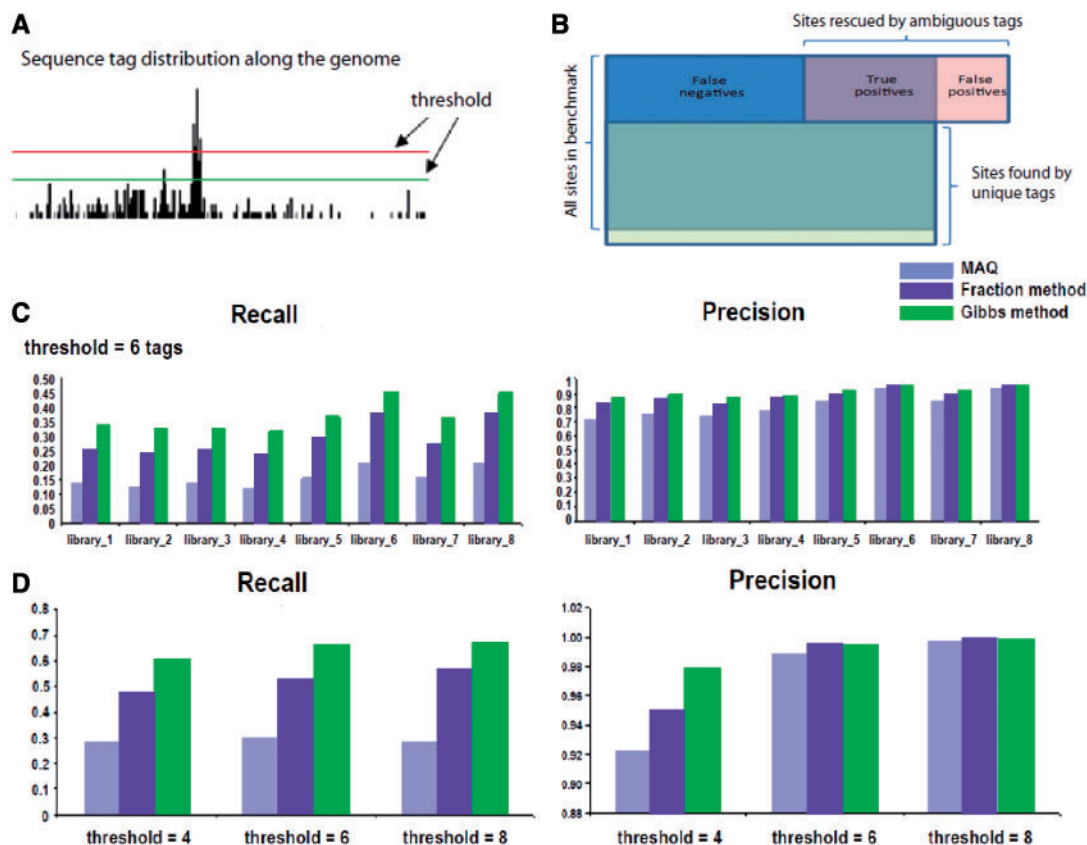 A
Sequence tag distribution along the genome
threshold
B
Sites rescued by ambiguous tags
All sites in benchmark
False
negatives
True
positives
False
positives
Sites found by
unique tags
MAQ
Fraction method
Gibbs method
C
Recall
threshold = 6 tags
0.50
0.45
0.40
0.35
0.30
0.25
0.20
0.15
0.10
0.05
0
library_1 library_2 library_3 library_4 library_5 library_6 library_7 library_8
Precision
1
0.9
0.8
0.7
0.6
0.5
0.4
0.3
0.2
0.1
0
library_1 library_2 library_3 library_4 library_5 library_6 library_7 library_8
D
Recall
0.8
0.7
0.6
0.5
0.4
0.3
0.2
0.1
0
threshold = 4 threshold = 6 threshold = 8
Precision
1.02
1.00
0.98
0.96
0.94
0.92
0.90
0.88
threshold = 4 threshold = 6 threshold = 8